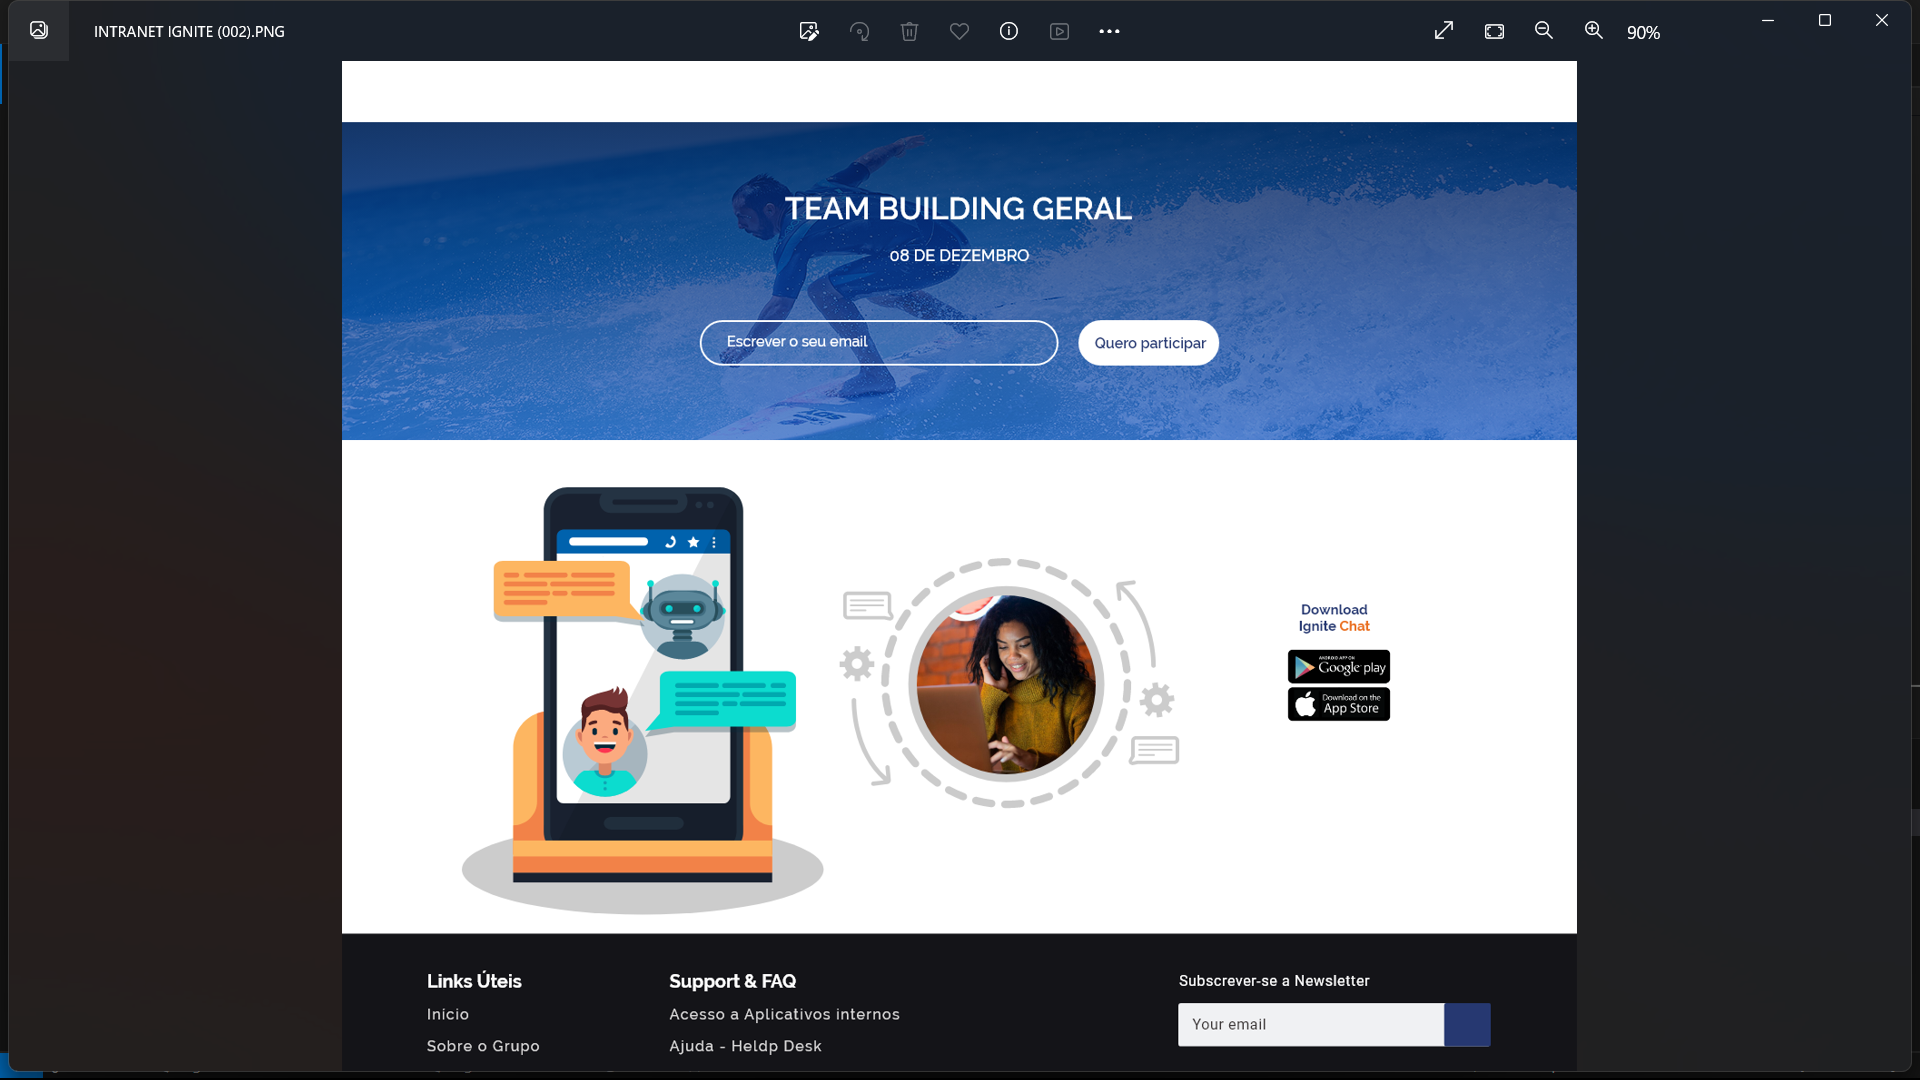 INTRANET IGNITE (002).PNG
90%
TEAM BUILDING GERAL
08 DE DEZEMBRO
Escrever o seu email
Quero participar
Download
Ignite Chat
ANDROID APP ON
Google play
Download on the
App Store
Links Úteis
Início
Sobre o Grupo
Support & FAQ
Acesso a Aplicativos internos
Ajuda - Heldp Desk
Subscrever-se a Newsletter
Your email